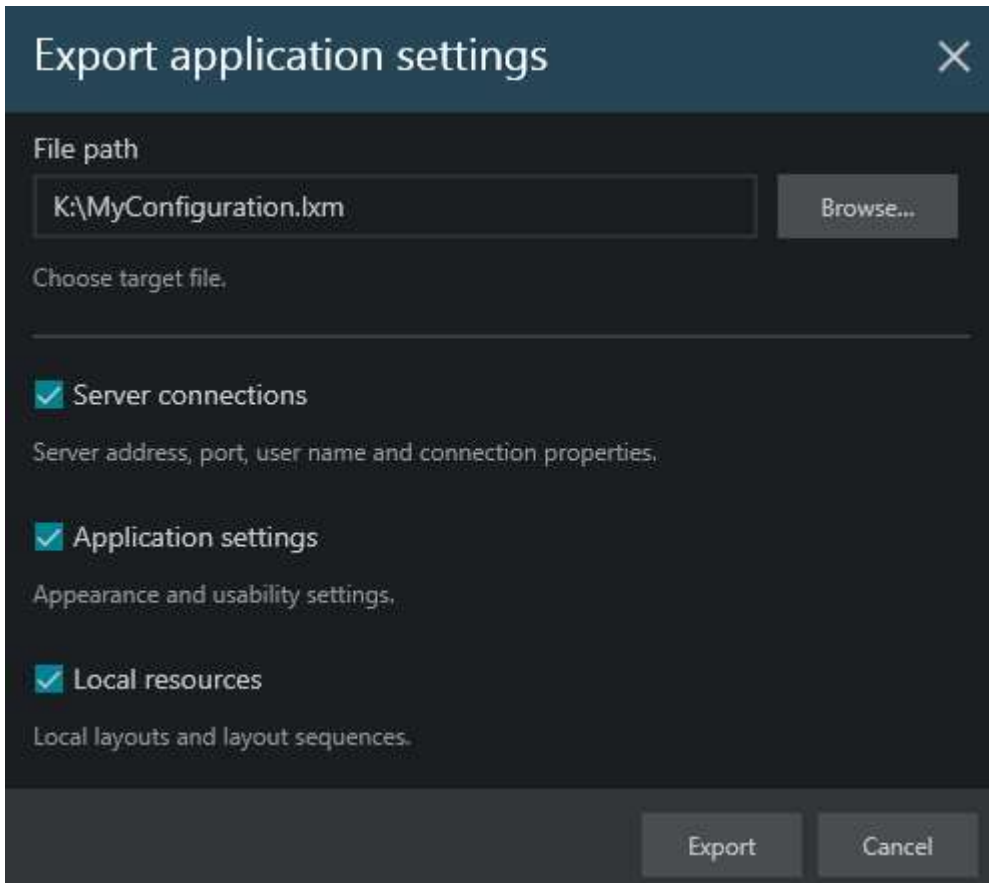 Export application settings
File path
K:\MyConfiguration.lxm
Browse...
Choose target file.
Server connections
Server address, port, user name and connection properties.
Application settings
Appearance and usability settings.
Local resources
Local layouts and layout sequences.
Export
Cancel